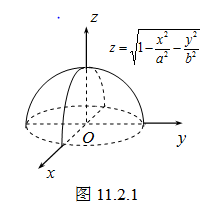 z
z = √(1 − x²/a² − y²/b²)
O
y
x
图 11.2.1